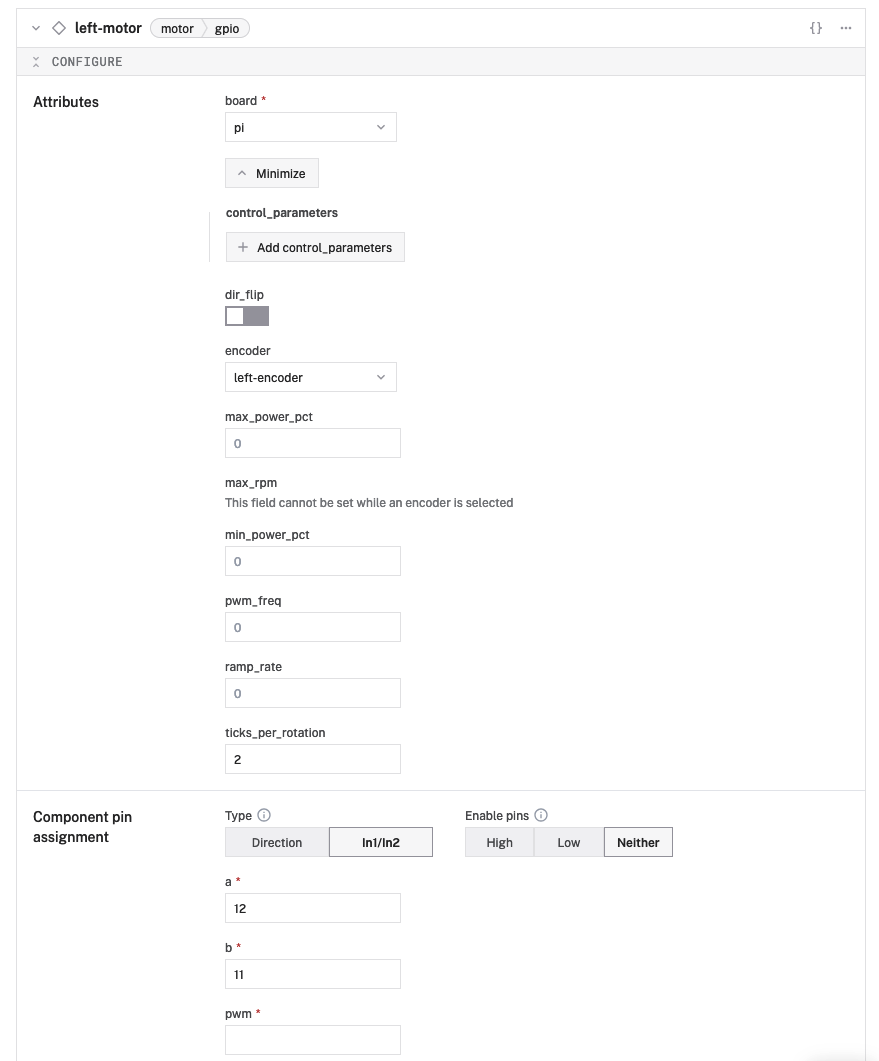 left-motor motor gpio {} ...
CONFIGURE
Attributes
board *
pi
Minimize
control_parameters
+ Add control_parameters
dir_flip
encoder
left-encoder
max_power_pct
0
max_rpm
This field cannot be set while an encoder is selected
min_power_pct
0
pwm_freq
0
ramp_rate
0
ticks_per_rotation
2
Component pin
assignment
Type
Direction In1/In2
Enable pins
High Low Neither
a *
12
b *
11
pwm *